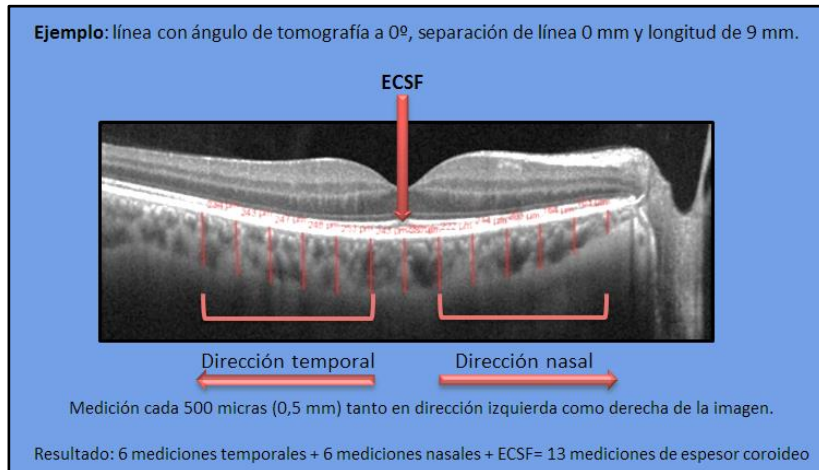 Ejemplo: línea con ángulo de tomografía a 0º, separación de línea 0 mm y longitud de 9 mm.
ECSF
Dirección temporal
Dirección nasal
Medición cada 500 micras (0,5 mm) tanto en dirección izquierda como derecha de la imagen.
Resultado: 6 mediciones temporales + 6 mediciones nasales + ECSF= 13 mediciones de espesor coroideo